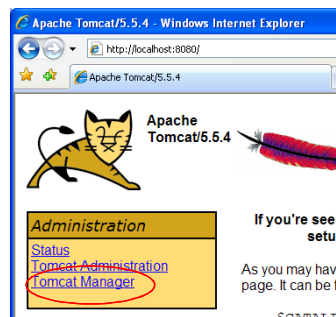 Apache Tomcat/5.5.4 - Windows Internet Explorer
http://localhost:8080/
Apache Tomcat/5.5.4
Apache
Tomcat/5.5.4
Administration
Status
Tomcat Administration
Tomcat Manager
If you're see
setu
As you may hav
page. It can be f